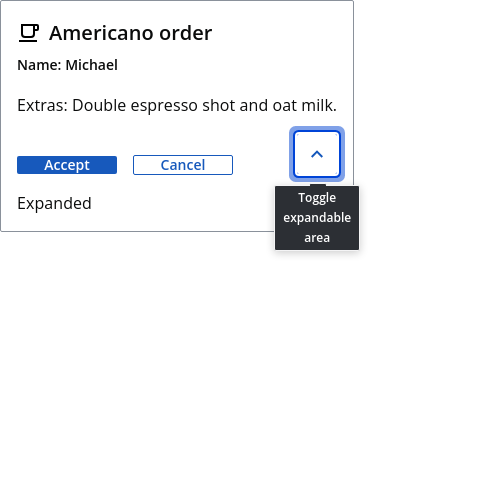 Americano order
Name: Michael
Extras: Double espresso shot and oat milk.
Accept
Cancel
Expanded
Toggle
expandable
area